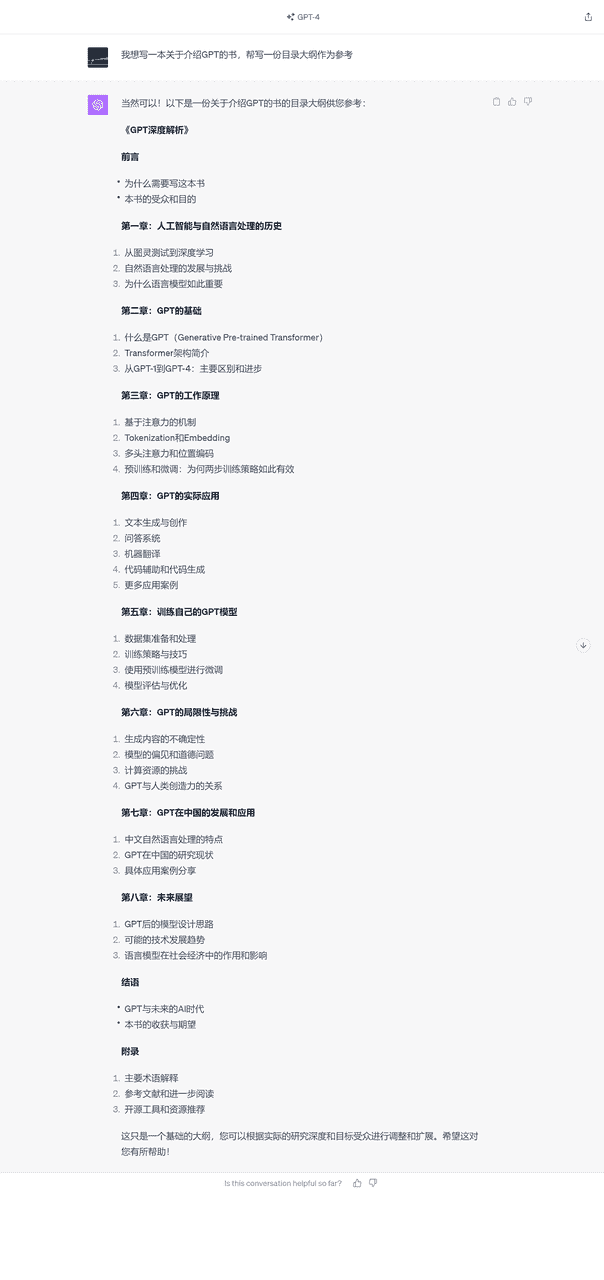 GPT-4
我想写一本关于介绍GPT的书，帮写一份目录大纲作为参考
当然可以！以下是一份关于介绍GPT的书的目录大纲供您参考：
《GPT深度解析》
前言
• 为什么需要写这本书
• 本书的受众和目的
第一章：人工智能与自然语言处理的历史
1. 从图灵测试到深度学习
2. 自然语言处理的发展与挑战
3. 为什么语言模型如此重要
第二章：GPT的基础
1. 什么是GPT（Generative Pre-trained Transformer）
2. Transformer架构简介
3. 从GPT-1到GPT-4：主要区别和进步
第三章：GPT的工作原理
1. 基于注意力的机制
2. Tokenization和Embedding
3. 多头注意力和位置编码
4. 预训练和微调：为何两步训练策略如此有效
第四章：GPT的实际应用
1. 文本生成与创作
2. 问答系统
3. 机器翻译
4. 代码辅助和代码生成
5. 更多应用案例
第五章：训练自己的GPT模型
1. 数据集准备和处理
2. 训练策略与技巧
3. 使用预训练模型进行微调
4. 模型评估与优化
第六章：GPT的局限性与挑战
1. 生成内容的不确定性
2. 模型的偏见和道德问题
3. 计算资源的挑战
4. GPT与人类创造力的关系
第七章：GPT在中国的发展和应用
1. 中文自然语言处理的特点
2. GPT在中国的研究现状
3. 具体应用案例分享
第八章：未来展望
1. GPT后的模型设计思路
2. 可能的技术发展趋势
3. 语言模型在社会经济中的作用和影响
结语
• GPT与未来的AI时代
• 本书的收获与期望
附录
1. 主要术语解释
2. 参考文献和进一步阅读
3. 开源工具和资源推荐
这只是一个基础的大纲，您可以根据实际的研究深度和目标受众进行调整和扩展。希望这对
您有所帮助！
Is this conversation helpful so far?